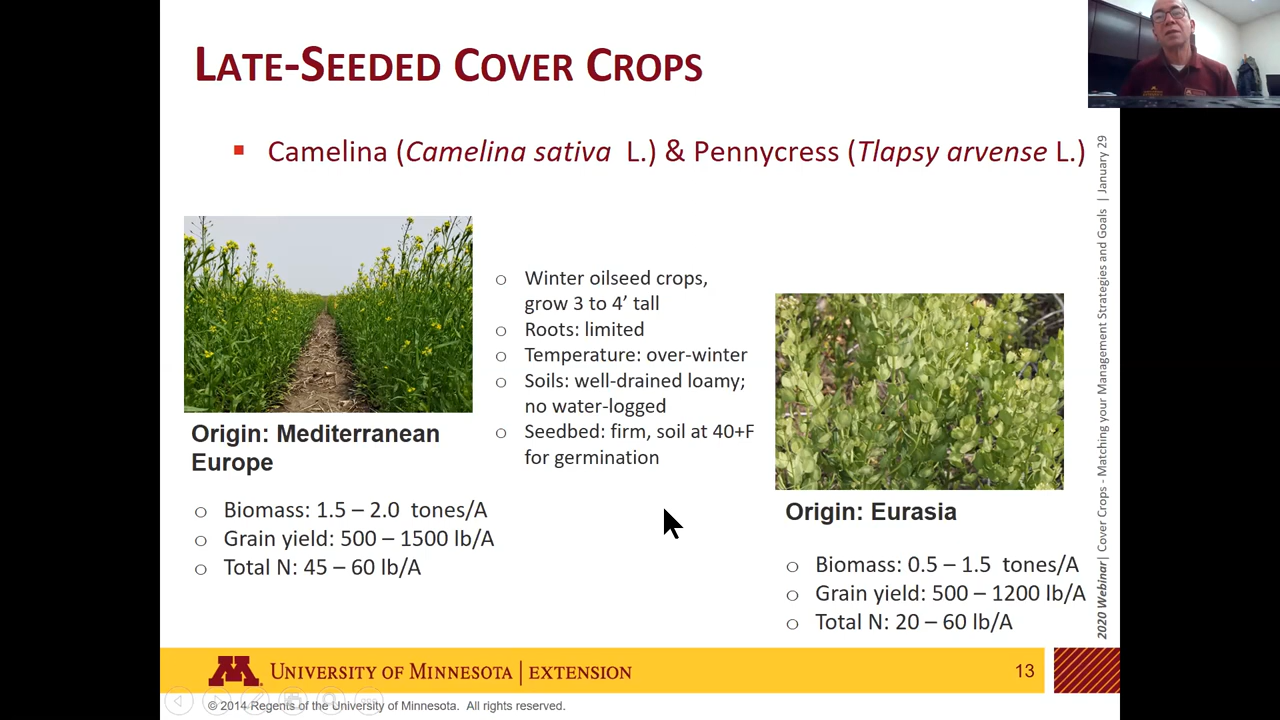 LATE-SEEDED COVER CROPS
▪ Camelina (Camelina sativa L.) & Pennycress (Tlapsy arvense L.)
○ Winter oilseed crops,
grow 3 to 4’ tall
○ Roots: limited
○ Temperature: over-winter
○ Soils: well-drained loamy;
no water-logged
○ Seedbed: firm, soil at 40+F
for germination
Origin: Mediterranean
Europe
○ Biomass: 1.5 – 2.0 tones/A
○ Grain yield: 500 – 1500 lb/A
○ Total N: 45 – 60 lb/A
Origin: Eurasia
○ Biomass: 0.5 – 1.5 tones/A
○ Grain yield: 500 – 1200 lb/A
○ Total N: 20 – 60 lb/A
2020 Webinar| Cover Crops - Matching your Management Strategies and Goals | January 29
UNIVERSITY OF MINNESOTA | EXTENSION
13
© 2014 Regents of the University of Minnesota. All rights reserved.